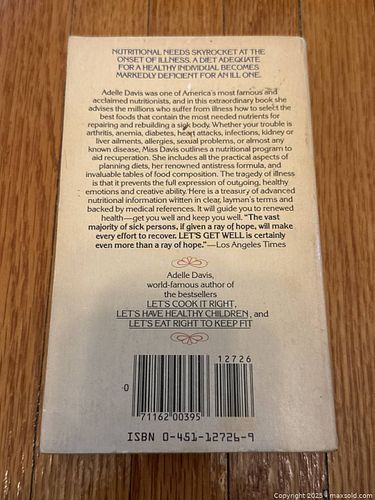 NUTRITIONAL NEEDS SKYROCKET AT THE
ONSET OF ILLNESS. A DIET ADEQUATE
FOR A HEALTHY INDIVIDUAL BECOMES
MARKEDLY DEFICIENT FOR AN ILL ONE.
Adelle Davis was one of America's most famous and
acclaimed nutritionists, and in this extraordinary book she
advises the millions who suffer from illness how to select the
best foods that contain the most needed nutrients for
repairing and rebuilding a sick body. Whether your trouble is
arthritis, anemia, diabetes, heart attacks, infections, kidney or
liver ailments, allergies, sexual problems, or almost any
known disease, Miss Davis outlines a nutritional program to
aid recuperation. She includes all the practical aspects of
planning diets, her renowned antistress formula, and
invaluable tables of food composition. The tragedy of illness
is that it prevents the full expression of outgoing, healthy
emotions and creative ability. Here is a treasury of advanced
nutritional information written in clear, layman's terms and
backed by medical references. It will guide you to renewed
health—get you well and keep you well. "The vast
majority of sick persons, if given a ray of hope, will make
every effort to recover. LET'S GET WELL is certainly
even more than a ray of hope."—Los Angeles Times
Adelle Davis,
world-famous author of
the bestsellers
LET'S COOK IT RIGHT,
LET'S HAVE HEALTHY CHILDREN, and
LET'S EAT RIGHT TO KEEP FIT
12726
0
71162 00395
ISBN 0-451-12726-9
Copyright 2025 - maxsold.com